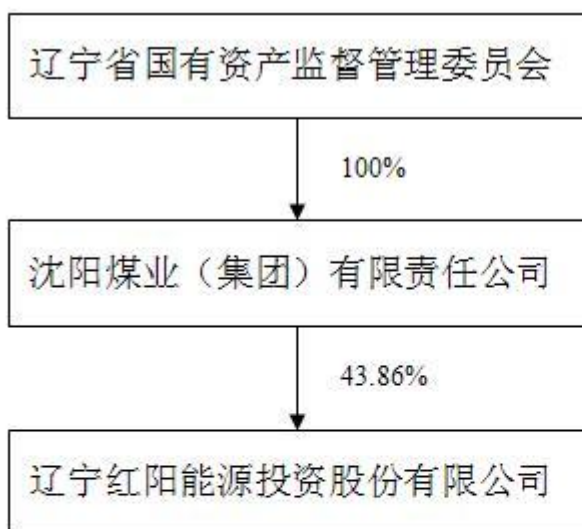 辽宁省国有资产监督管理委员会
100%
沈阳煤业（集团）有限责任公司
43.86%
辽宁红阳能源投资股份有限公司